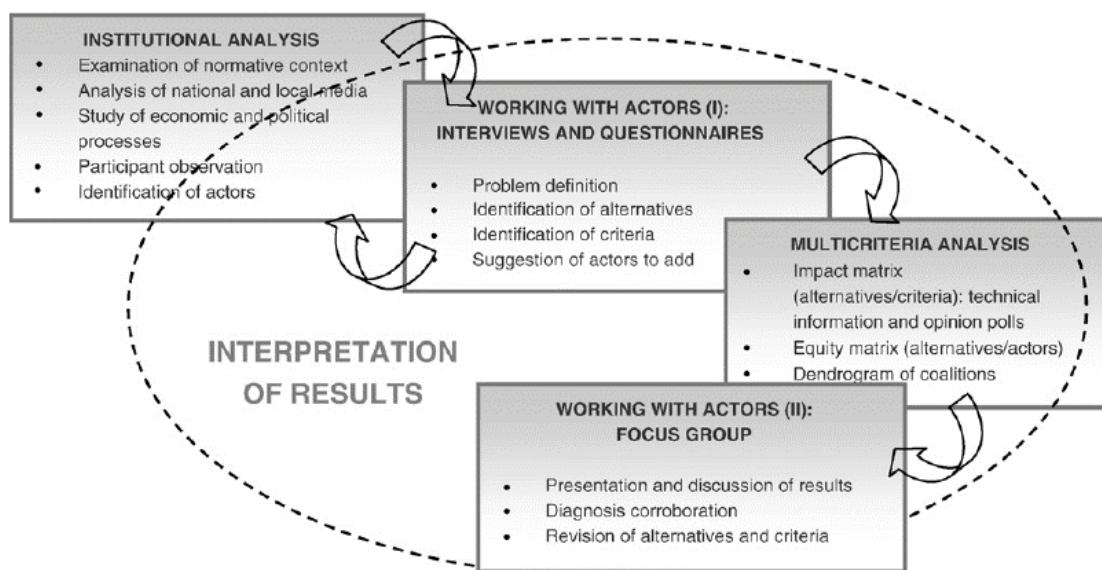 INSTITUTIONAL ANALYSIS
• Examination of normative context
• Analysis of national and local media
• Study of economic and political
processes
• Participant observation
• Identification of actors
WORKING WITH ACTORS (I):
INTERVIEWS AND QUESTIONNAIRES
• Problem definition
• Identification of alternatives
• Identification of criteria
• Suggestion of actors to add
MULTICRITERIA ANALYSIS
• Impact matrix
(alternatives/criteria): technical
information and opinion polls
• Equity matrix (alternatives/actors)
• Dendrogram of coalitions
INTERPRETATION
OF RESULTS
WORKING WITH ACTORS (II):
FOCUS GROUP
• Presentation and discussion of results
• Diagnosis corroboration
• Revision of alternatives and criteria